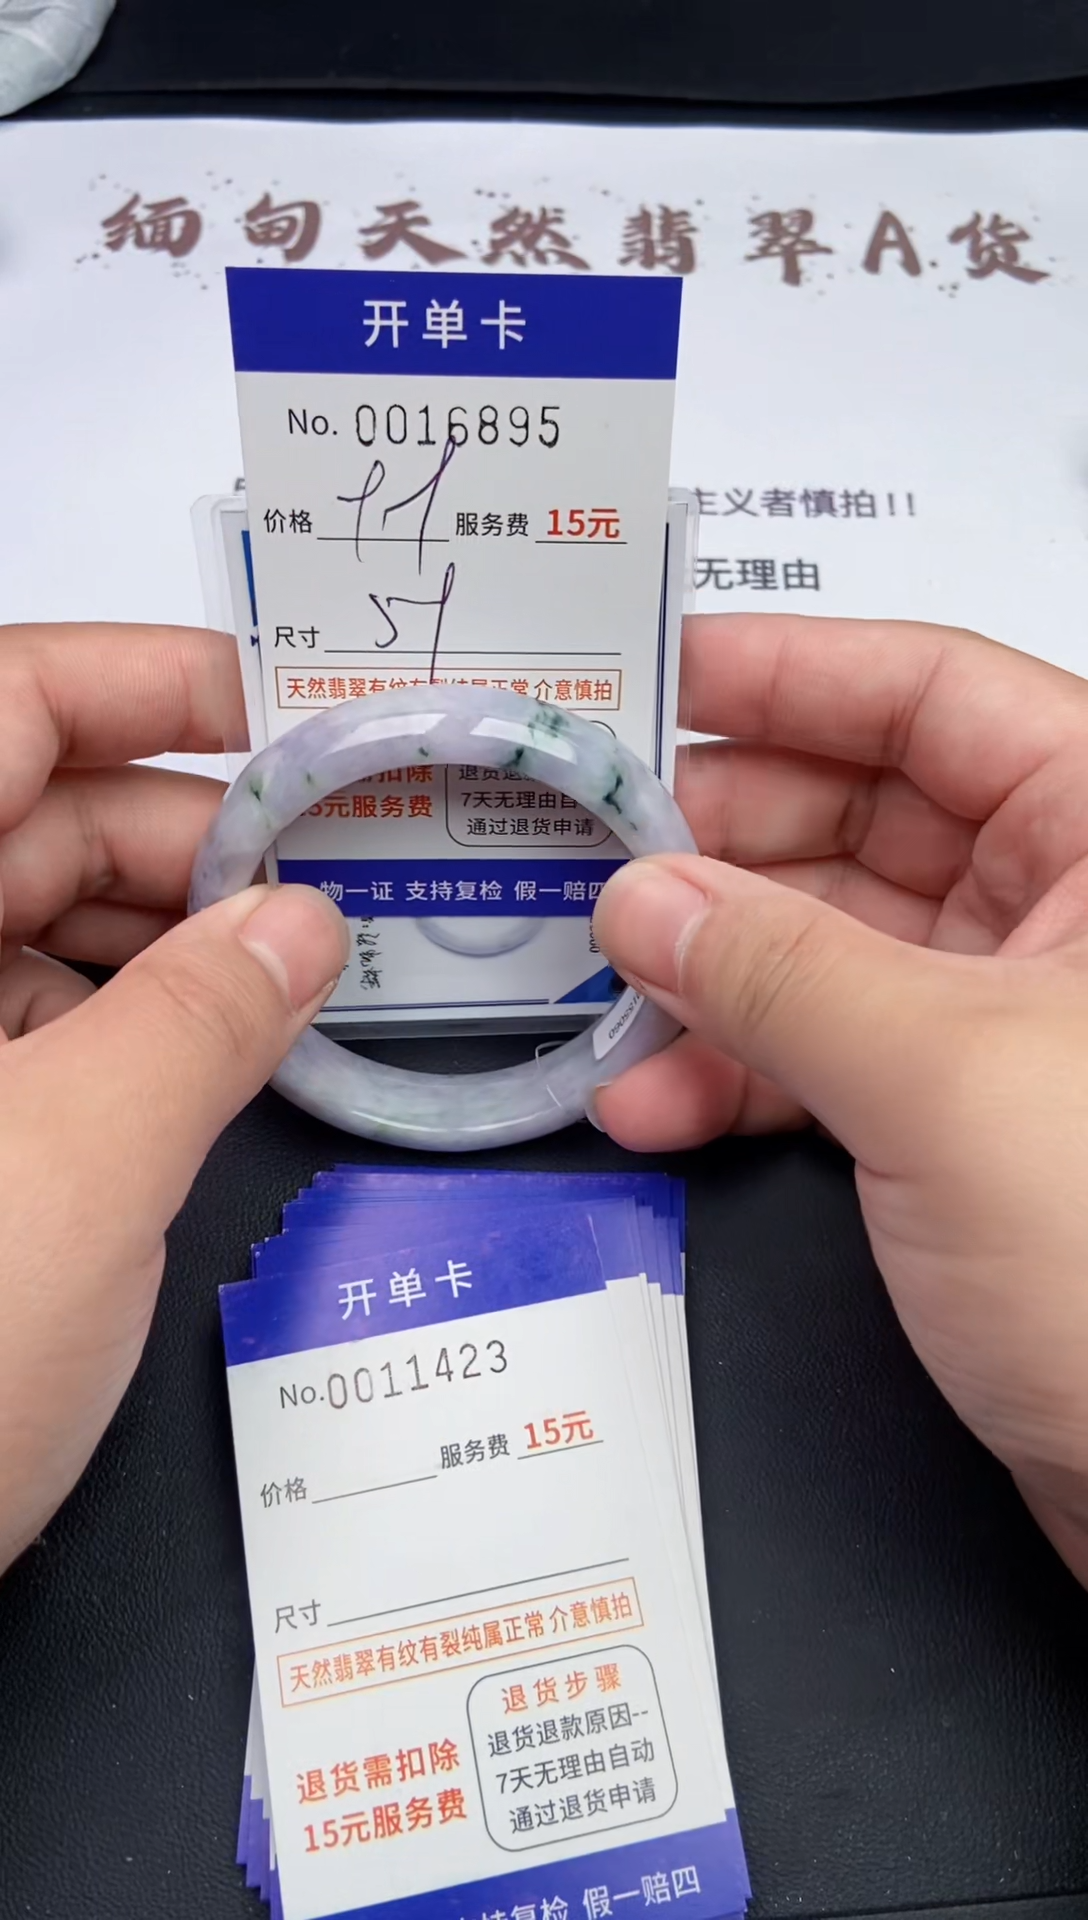 缅甸天然翡翠A货
开单卡
No. 0016895
价格 服务费 15元
尺寸
天然翡翠有纹有裂纯属正常 介意慎拍
主义者慎拍!!
无理由
扣除
5元服务费
7天无理由自
通过退货申请
物一证 支持复检 假一赔四
开单卡
No.0011423
价格 服务费 15元
尺寸
天然翡翠有纹有裂纯属正常 介意慎拍
退货需扣除
15元服务费
退货步骤
退货退款原因--
7天无理由自动
通过退货申请
持复检 假一赔四